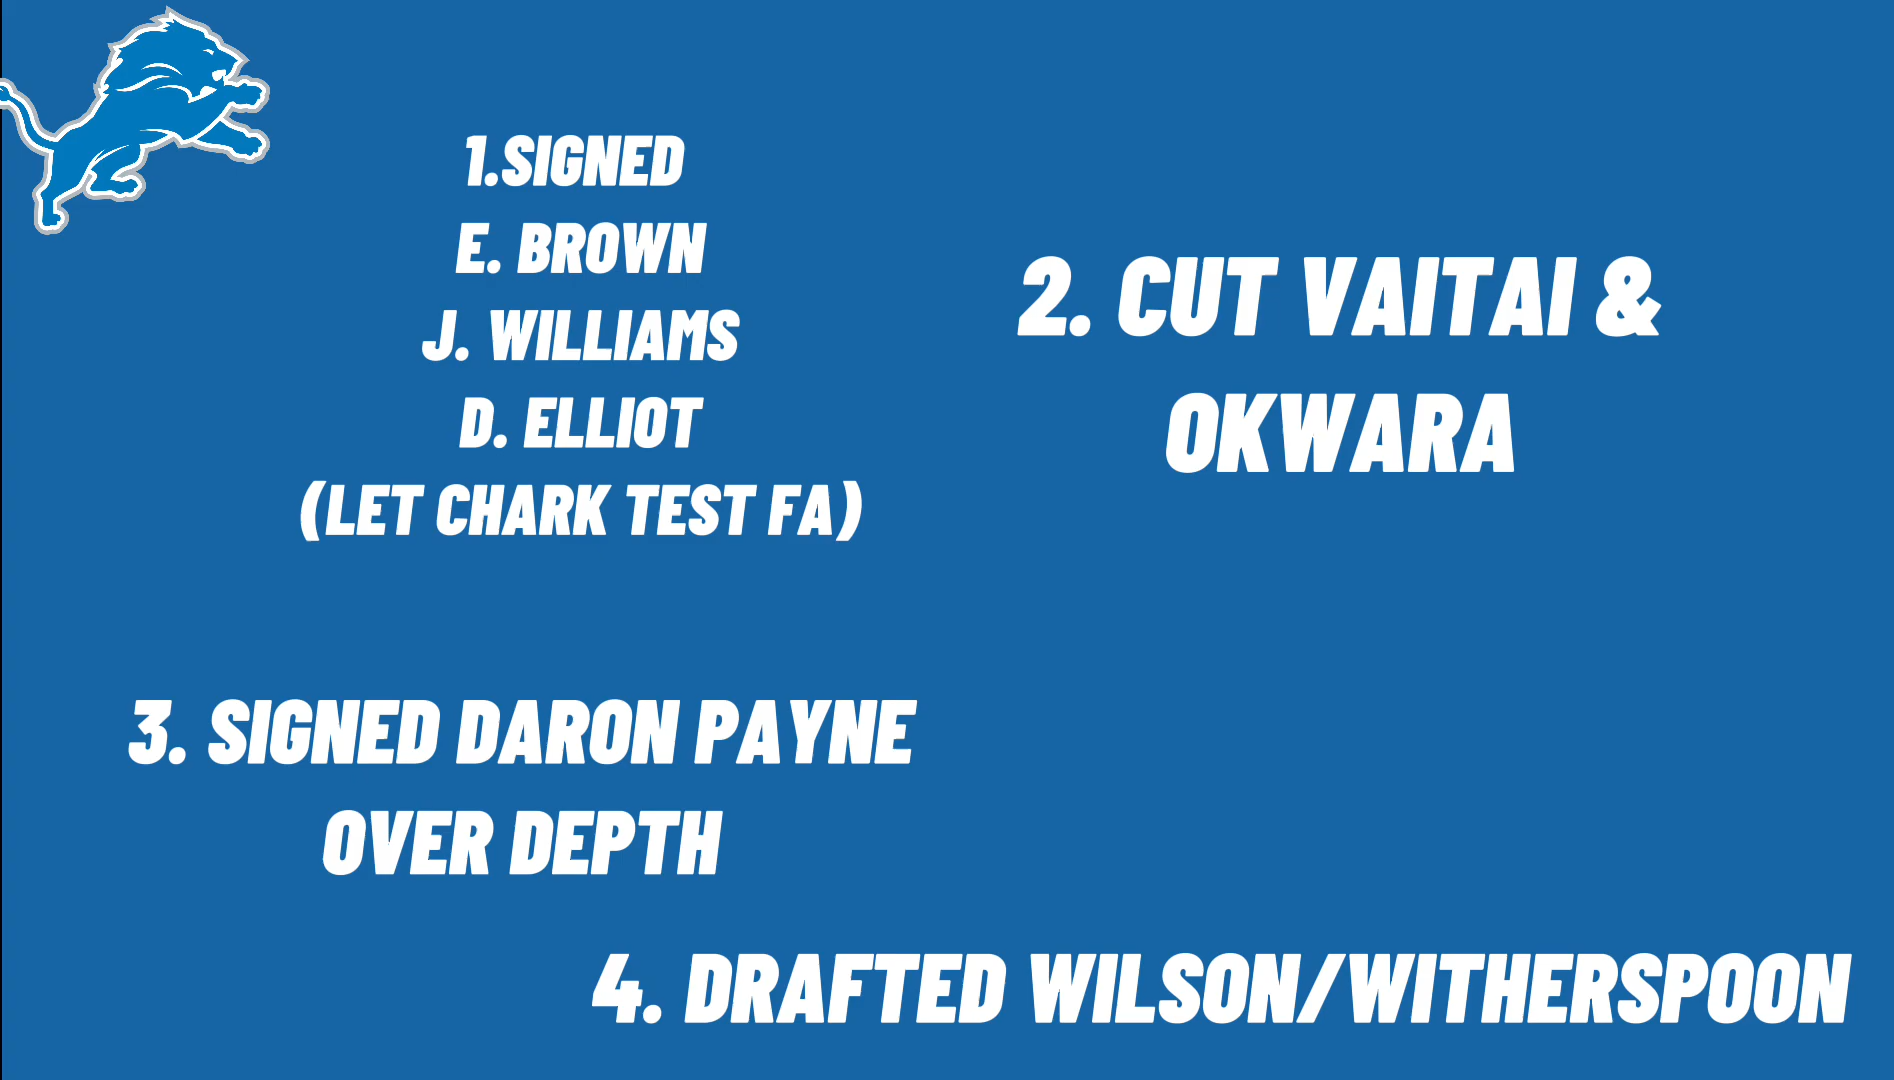 1.SIGNED
E. BROWN
J. WILLIAMS
D. ELLIOT
(LET CHARK TEST FA)
2. CUT VAITAI &
OKWARA
3. SIGNED DARON PAYNE
OVER DEPTH
4. DRAFTED WILSON/WITHERSPOON